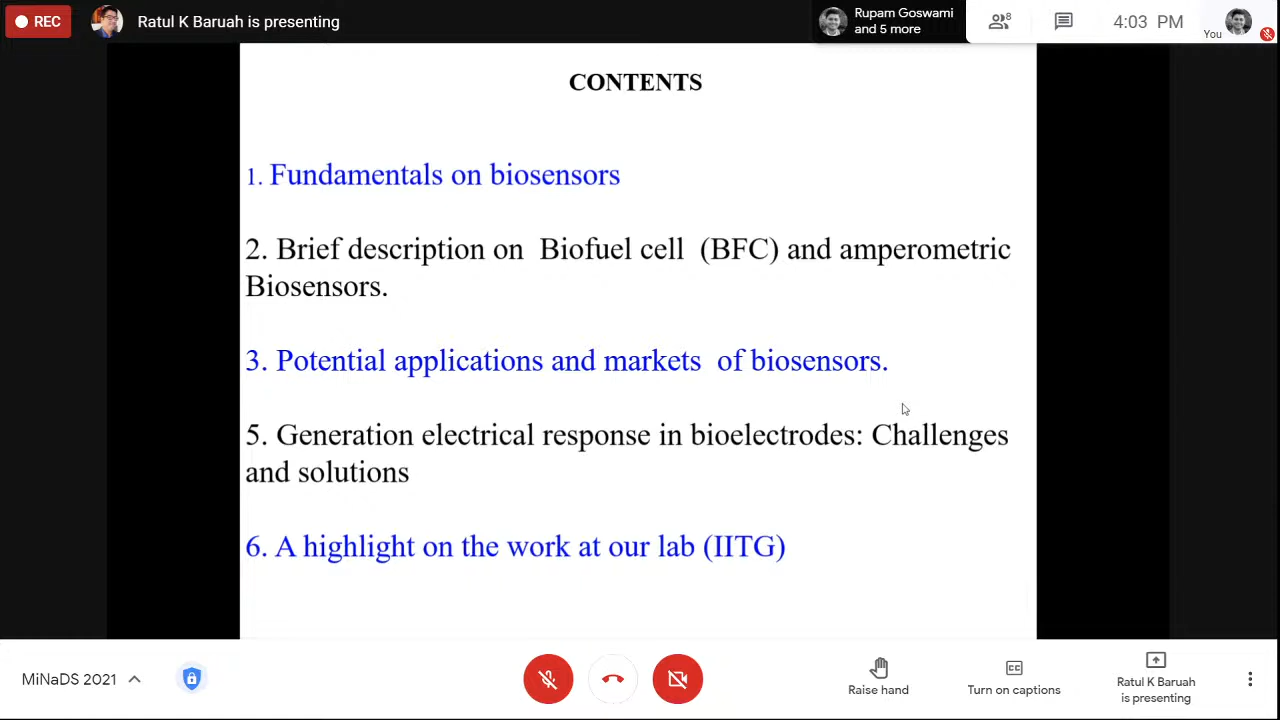 REC
Ratul K Baruah is presenting
Rupam Goswami
and 5 more
8
4:03 PM
You
CONTENTS
1. Fundamentals on biosensors
2. Brief description on Biofuel cell (BFC) and amperometric
Biosensors.
3. Potential applications and markets of biosensors.
5. Generation electrical response in bioelectrodes: Challenges
and solutions
6. A highlight on the work at our lab (IITG)
MiNaDS 2021
Raise hand
CC
Turn on captions
Ratul K Baruah
is presenting